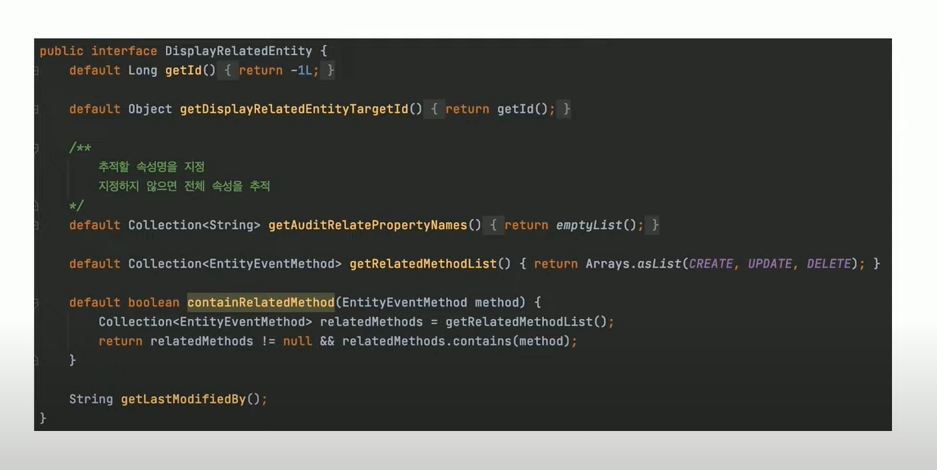 public interface DisplayRelatedEntity {
default Long getId() { return -1L; }
default Object getDisplayRelatedEntityTargetId() { return getId(); }
/**
추적할 속성명을 지정
지정하지 않으면 전체 속성을 추적
*/
default Collection<String> getAuditRelatePropertyNames() { return emptyList(); }
default Collection<EntityEventMethod> getRelatedMethodList() { return Arrays.asList(CREATE, UPDATE, DELETE); }
default boolean containRelatedMethod(EntityEventMethod method) {
Collection<EntityEventMethod> relatedMethods = getRelatedMethodList();
return relatedMethods != null && relatedMethods.contains(method);
}
String getLastModifiedBy();
}